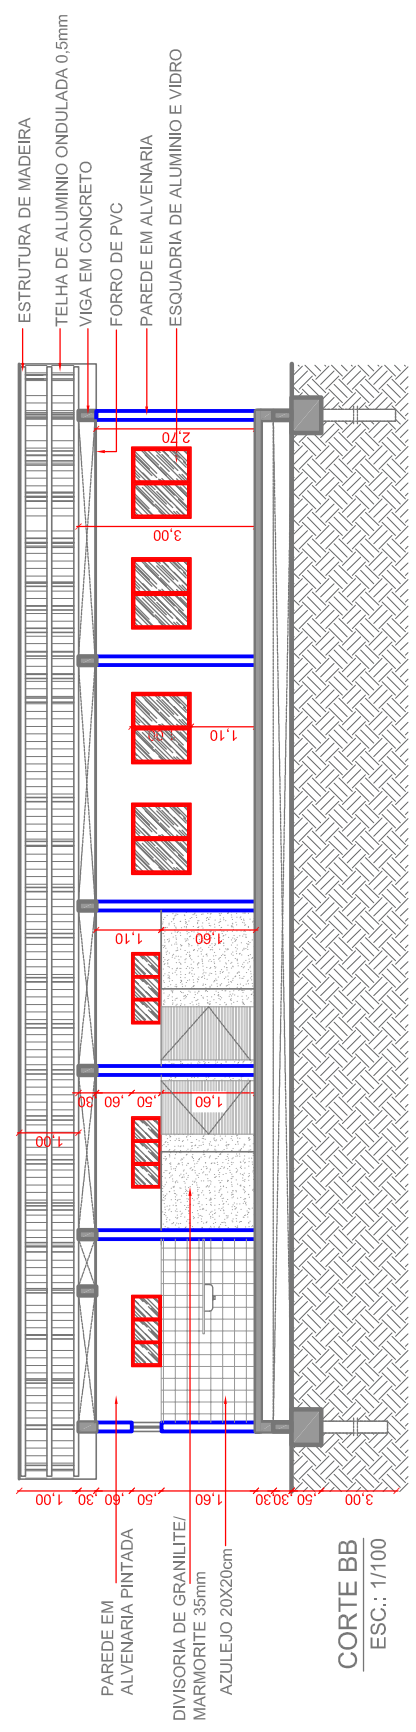 ESTRUTURA DE MADEIRA
TELHA DE ALUMINIO ONDULADA 0,5mm
VIGA EM CONCRETO
FORRO DE PVC
PAREDE EM ALVENARIA
ESQUADRIA DE ALUMINIO E VIDRO
2,70
3,00
1,00
1,10
1,10
1,60
1,00
,30
,60
,50
1,60
1,00
,30
,60
,50
1,60
0,30
,30
,50
3,00
PAREDE EM
ALVENARIA PINTADA
DIVISORIA DE GRANILITE/
MARMORITE 35mm
AZULEJO 20X20cm
CORTE BB
ESC.: 1/100